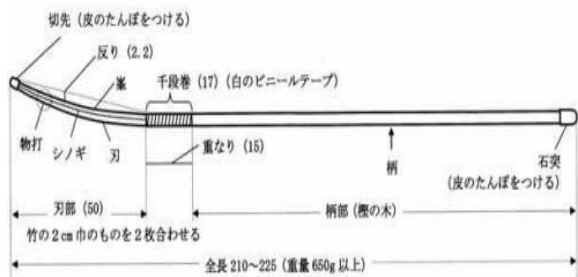 切先 (皮のたんぽをつける)
反り (2.2)
峯
千段巻 (17) (白のビニールテープ)
物打
シノギ
刃
重なり (15)
柄
石突
(皮のたんぽをつける)
刃部 (50)
柄部 (樫の木)
竹の2cm巾のものを2枚合わせる
全長 210～225 (重量 650g 以上)